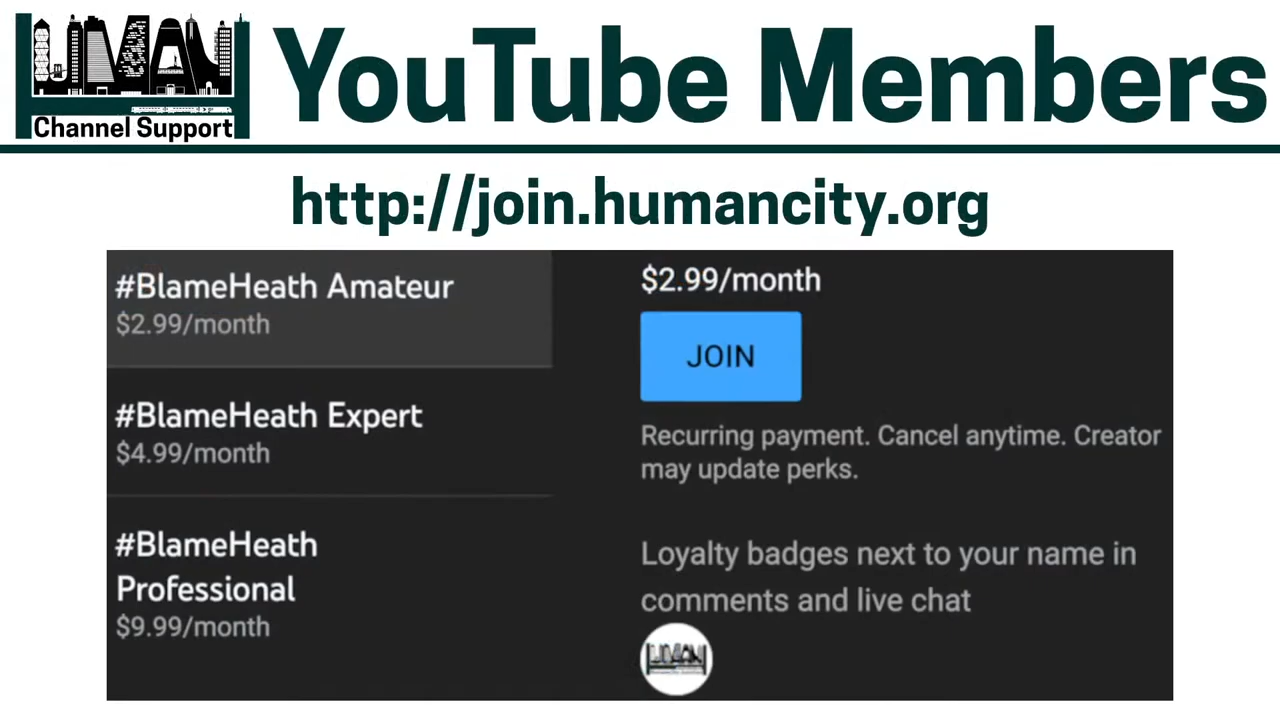 HUMAN
Channel Support
YouTube Members
http://join.humancity.org
#BlameHeath Amateur
$2.99/month
#BlameHeath Expert
$4.99/month
#BlameHeath
Professional
$9.99/month
$2.99/month
JOIN
Recurring payment. Cancel anytime. Creator
may update perks.
Loyalty badges next to your name in
comments and live chat
HUMAN